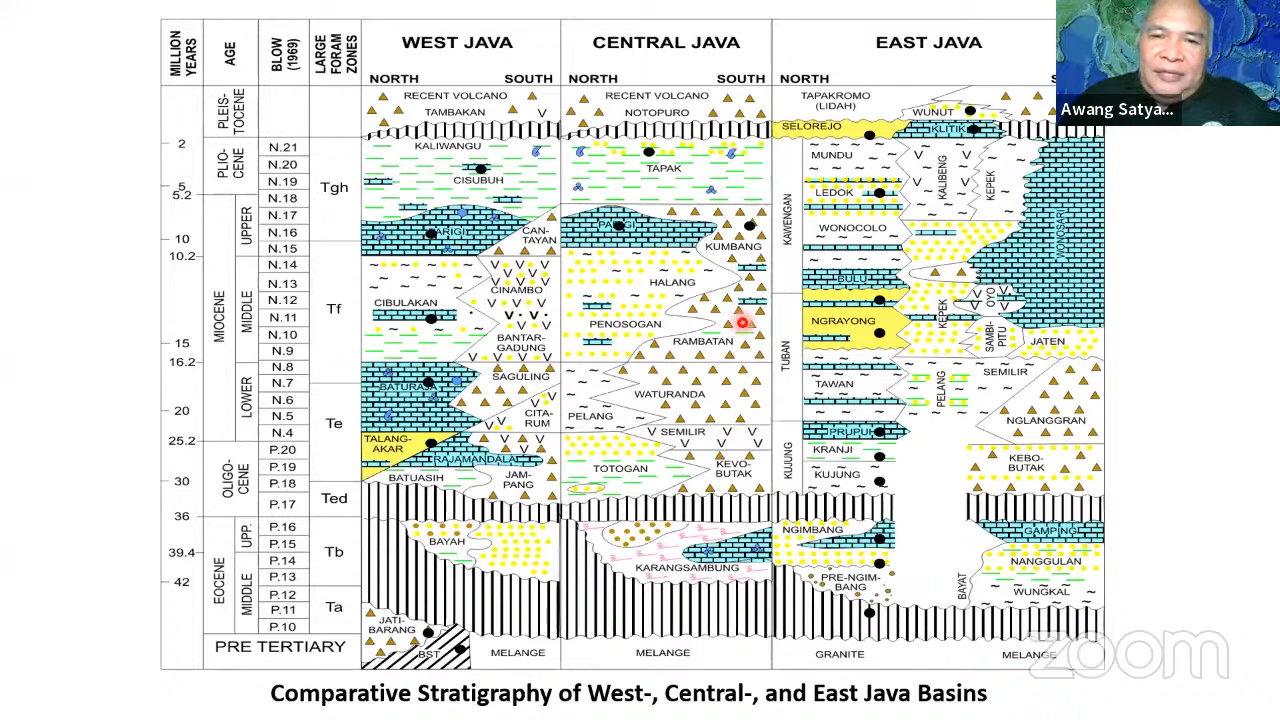 MILLION YEARS
AGE
BLOW (1969)
LARGE FORAM ZONES
WEST JAVA
NORTH SOUTH
CENTRAL JAVA
NORTH SOUTH
EAST JAVA
NORTH
Awang Satya...
2
5
5.2
10
10.2
15
16.2
20
25.2
30
36
39.4
42
PLEIS-
TOCENE
PLIO-
CENE
MIOCENE
UPPER
MIDDLE
LOWER
OLIGO-
CENE
EOCENE
UPP.
MIDDLE
PRE TERTIARY
N.21
N.20
N.19
N.18
N.17
N.16
N.15
N.14
N.13
N.12
N.11
N.10
N.9
N.8
N.7
N.6
N.5
N.4
P.20
P.19
P.18
P.17
P.16
P.15
P.14
P.13
P.12
P.11
P.10
Tgh
Tf
Te
Ted
Tb
Ta
RECENT VOLCANO
TAMBAKAN
KALIWANGU
CISUBUH
PARIGI
CAN-
TAYAN
CINAMBO
CIBULAKAN
BANTAR-
GADUNG
BATURAJA
SAGULING
CITA-
RUM
TALANG-
AKAR
RAJAMANDALA
BATUASIH
JAM-
PANG
BAYAH
JATI-
BARANG
BST
MELANGE
RECENT VOLCANO
NOTOPURO
TAPAK
PARIGI
KUMBANG
HALANG
PENOSOGAN
RAMBATAN
WATURANDA
PELANG
SEMILIR
TOTOGAN
KEVO-
BUTAK
KARANGSAMBUNG
MELANGE
TAPAKROMO
(LIDAH)
WUNUT
SELOREJO
KLITIK
MUNDU
LEDOK
WONOCOLO
KAWENGAN
BULU
NGRAYONG
TUBAN
TAWAN
PRUPUH
KRANJI
KUJUNG
KUJUNG
NGIMBANG
PRE-NGIM-
BANG
GRANITE
KALIBENG
KEPEK
WONOSARI
KEPEK
OYO
SAMBI-
PITU
JATEN
PELANG
SEMILIR
NGLANGGRAN
KEBO-
BUTAK
GAMPING
NANGGULAN
BAYAT
WUNGKAL
MELANGE
zoom
Comparative Stratigraphy of West-, Central-, and East Java Basins